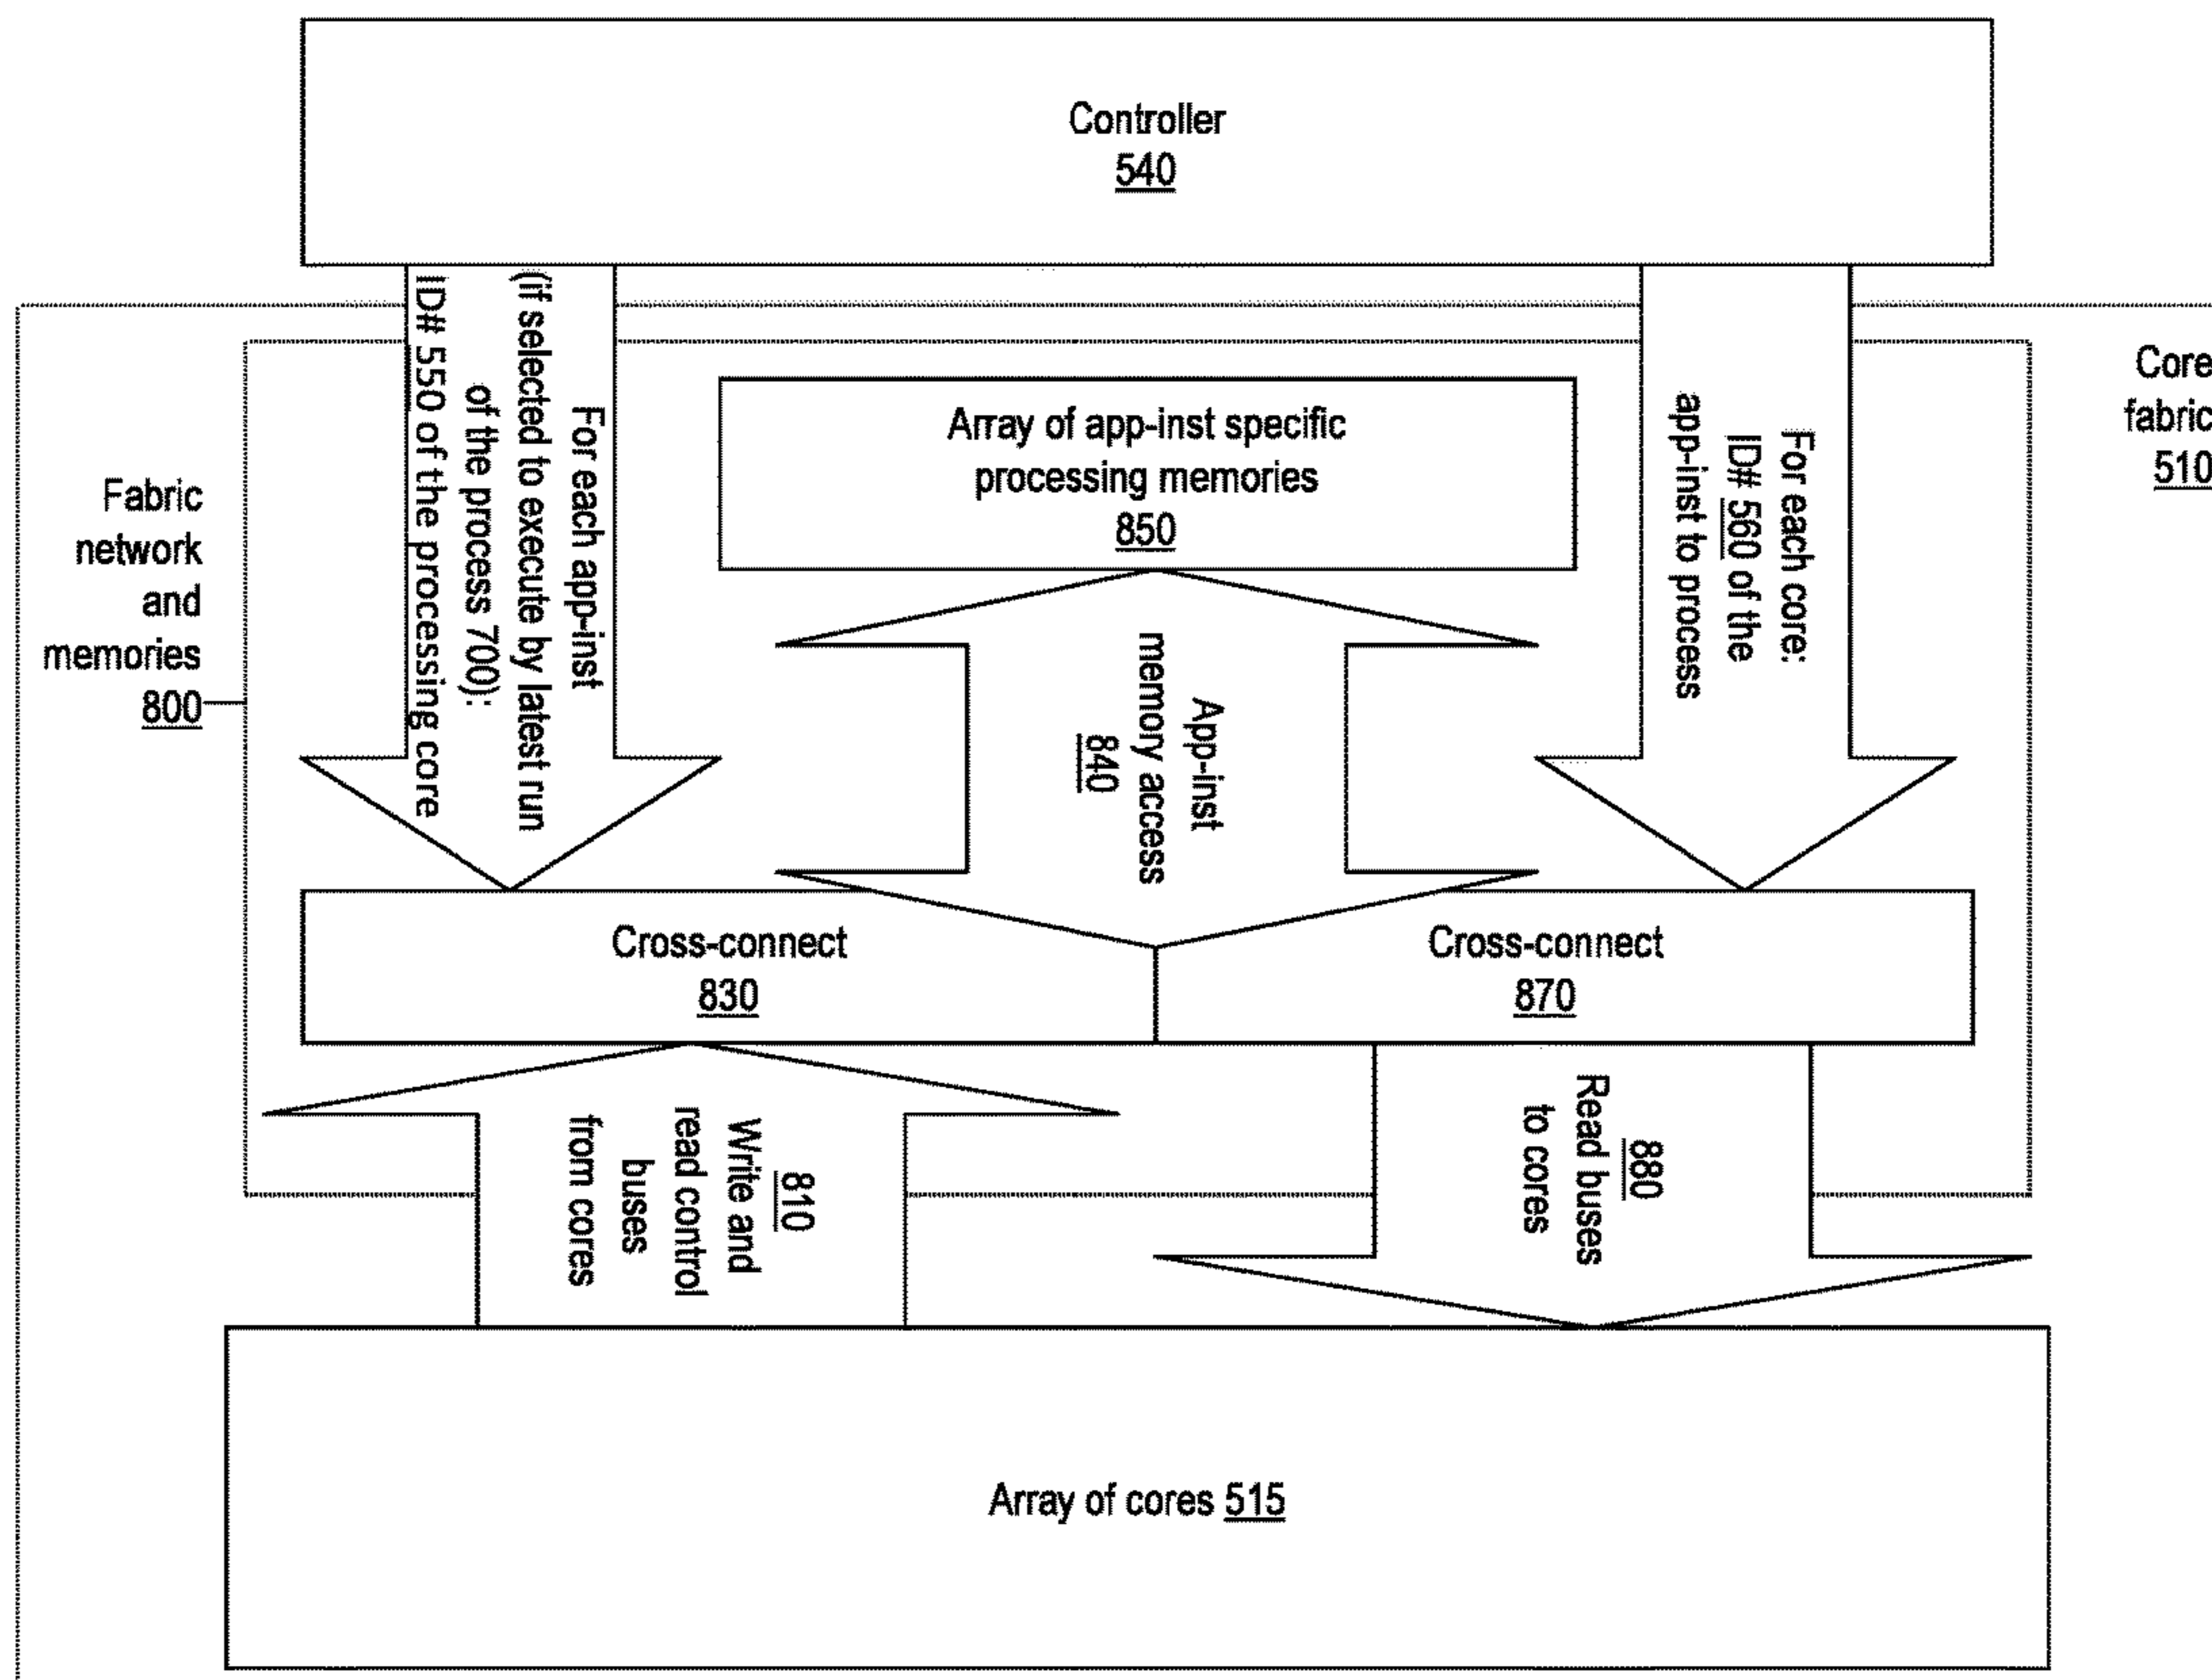 Controller
540
For each app-inst
(if selected to execute by latest run
of the process 700):
ID# 550 of the processing core
Array of app-inst specific
processing memories
850
For each core:
ID# 560 of the
app-inst to process
Core
fabric
510
Fabric
network
and
memories
800
App-inst
memory access
840
Cross-connect
830
Cross-connect
870
810
Write and
read control
buses
from cores
880
Read buses
to cores
Array of cores 515